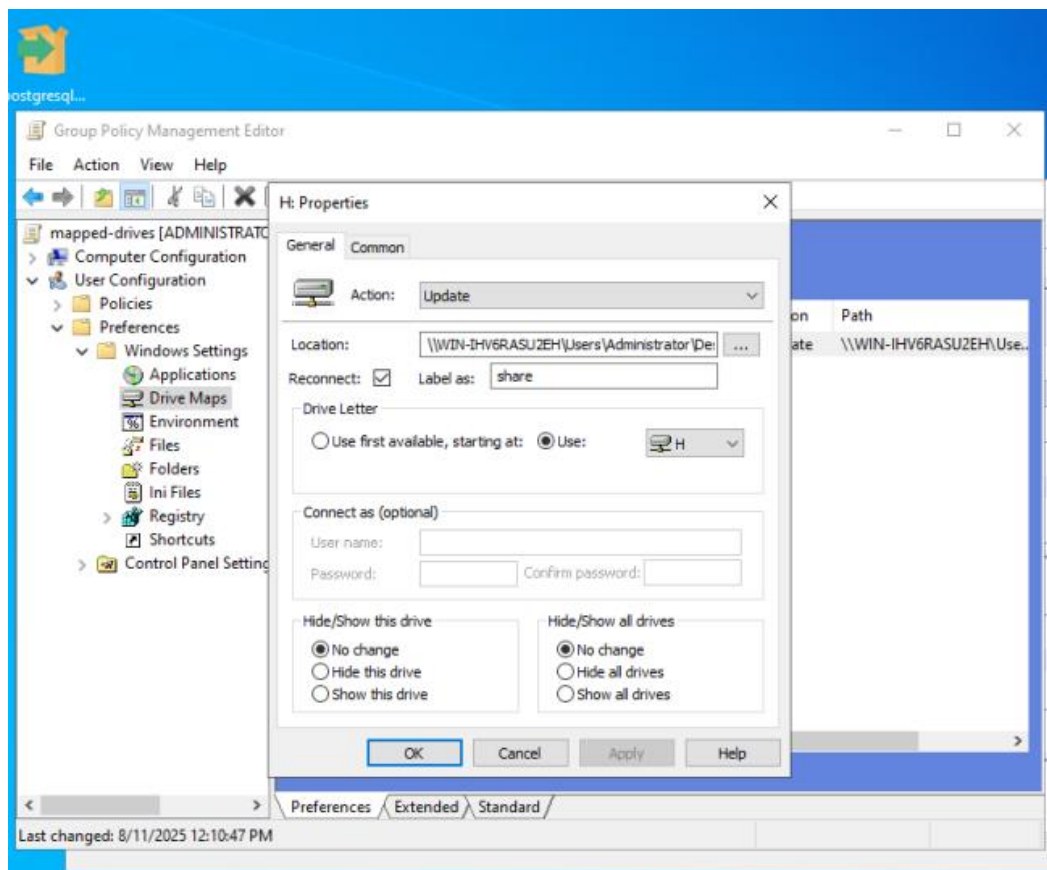 ostgresql...
Group Policy Management Editor
File Action View Help
mapped-drives [ADMINISTRATO
Computer Configuration
User Configuration
Policies
Preferences
Windows Settings
Applications
Drive Maps
Environment
Files
Folders
Ini Files
Registry
Shortcuts
Control Panel Setting
H: Properties
General Common
Action: Update
Location: \\WIN-IHV6RASU2EH\Users\Administrator\De: ...
Reconnect: Label as: share
Drive Letter
Use first available, starting at: Use: H
Connect as (optional)
User name:
Password: Confirm password:
Hide/Show this drive
No change
Hide this drive
Show this drive
Hide/Show all drives
No change
Hide all drives
Show all drives
OK Cancel Apply Help
on Path
ate \\WIN-IHV6RASU2EH\Use..
Preferences Extended Standard
Last changed: 8/11/2025 12:10:47 PM